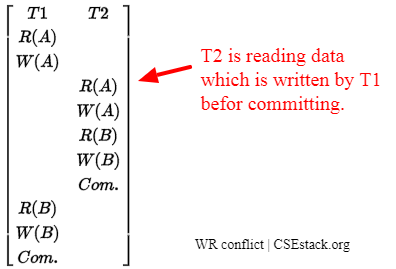 T1 T2
R(A)
W(A)
R(A)
W(A)
R(B)
W(B)
Com.
R(B)
W(B)
Com.
T2 is reading data
which is written by T1
befor committing.
WR conflict | CSEstack.org